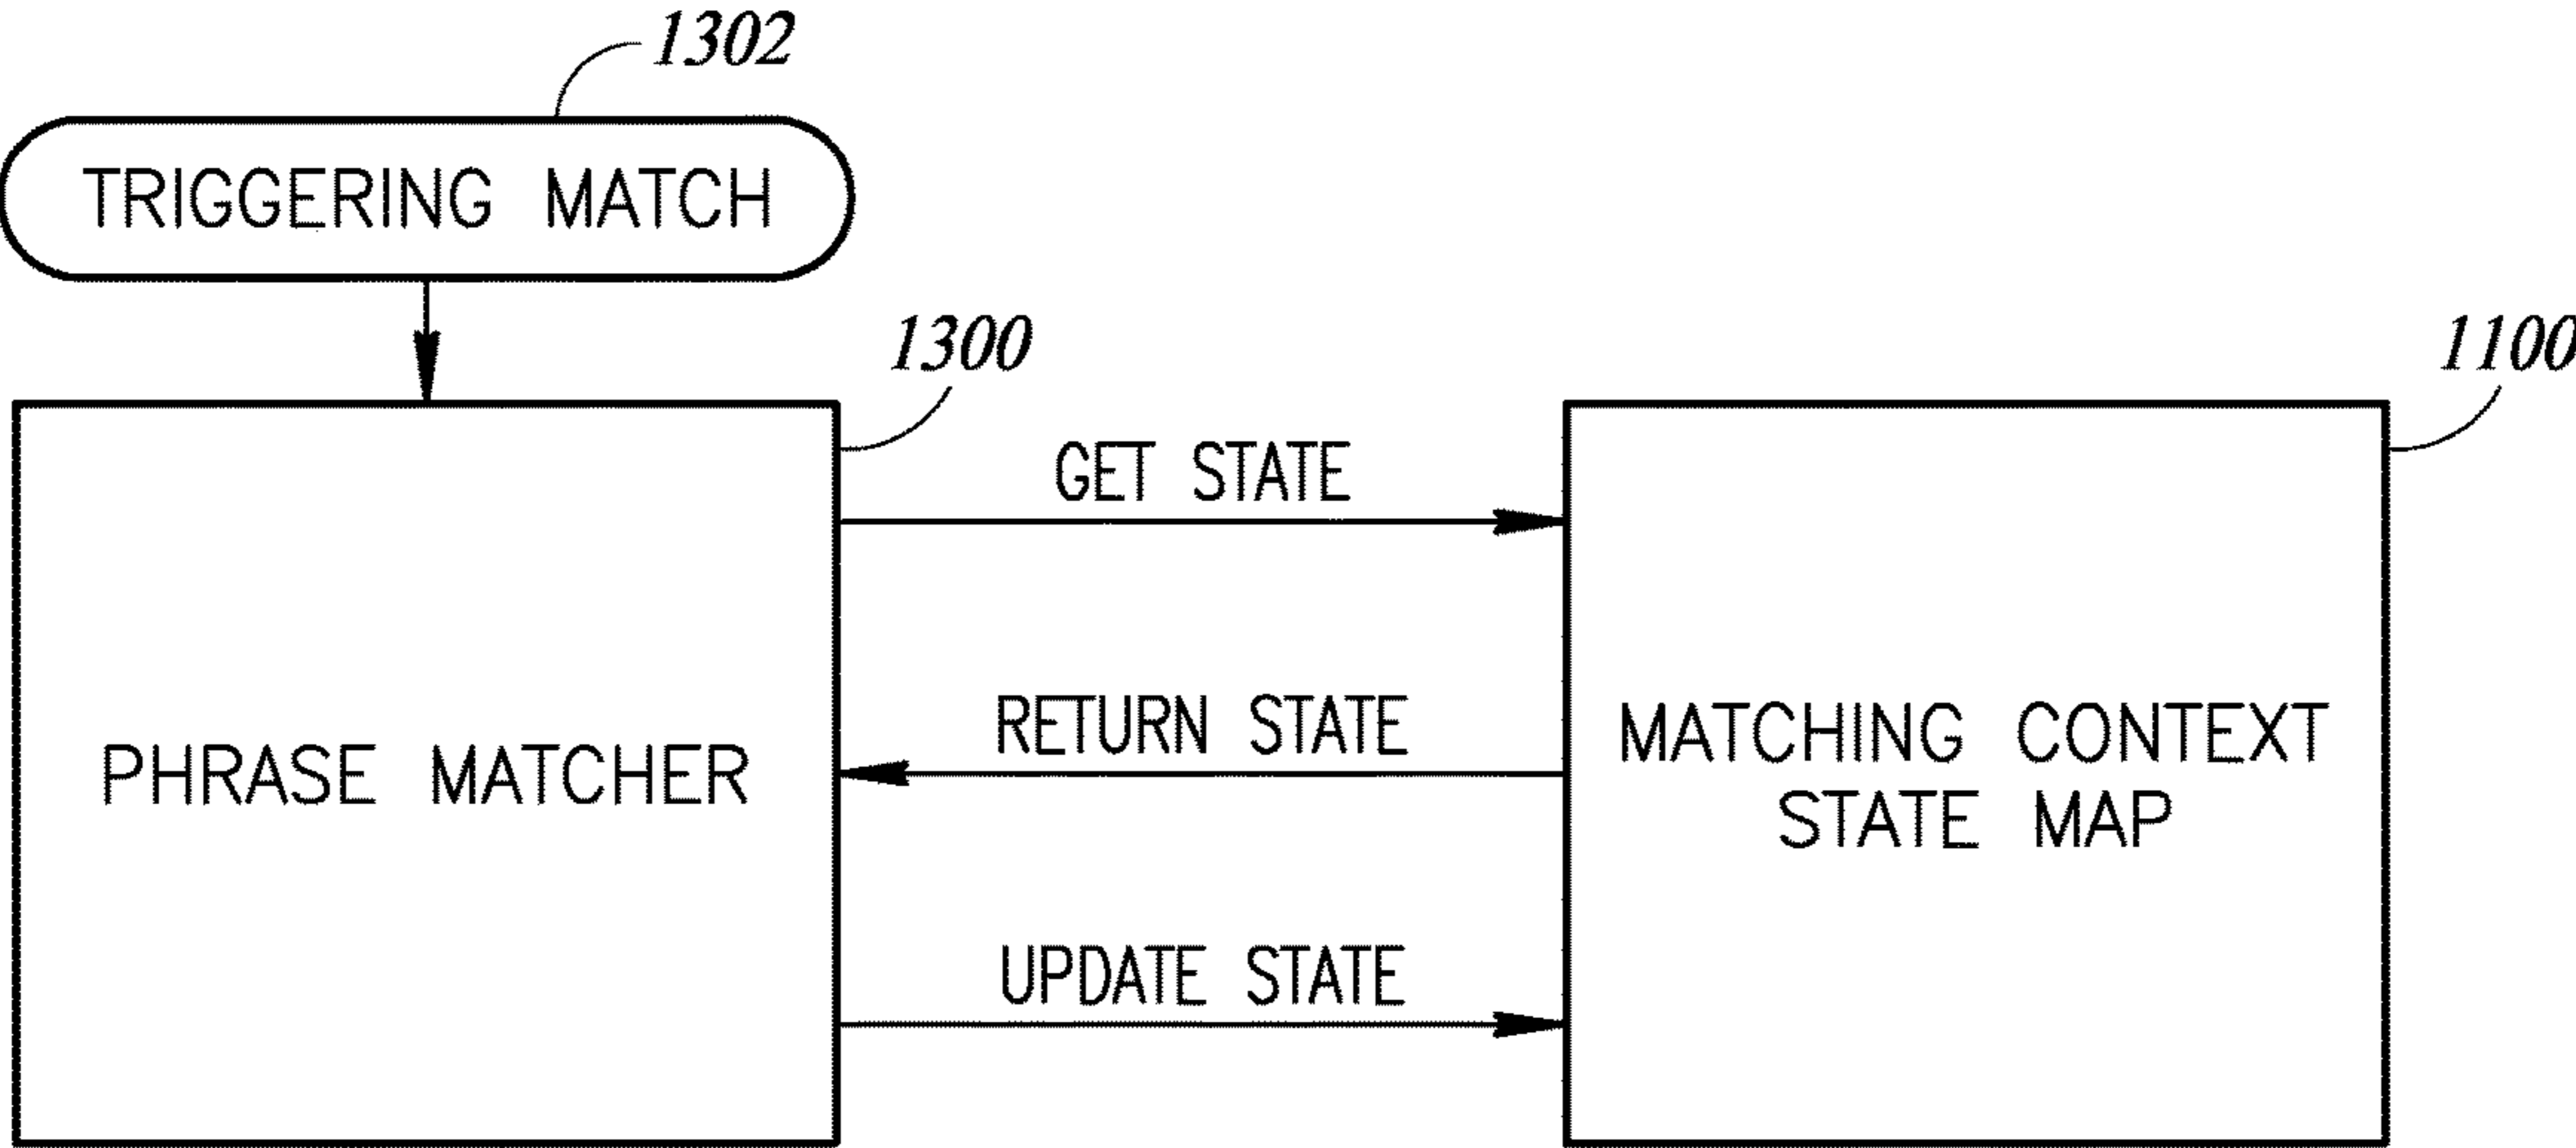 1302
TRIGGERING MATCH
1300
1100
GET STATE
RETURN STATE
PHRASE MATCHER
MATCHING CONTEXT
STATE MAP
UPDATE STATE